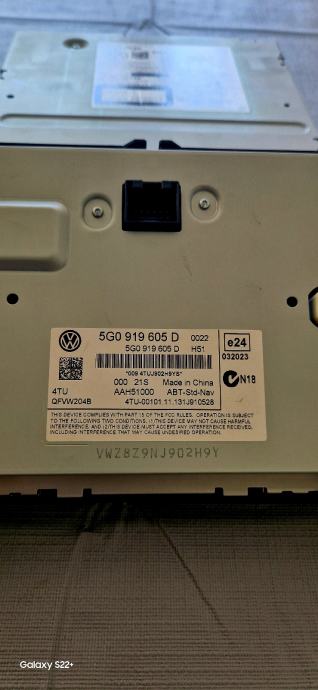 5G0 919 605 D 0022
5G0 919 605 D H51
e24
032023
*009 4TUJ902H9YS*
N18
000 21S Made in China
4TU AAH51000 ABT-Std-Nav
QFVW204B 4TU-00101.11.131J910528
THIS DEVICE COMPLIES WITH PART 15 OF THE FCC RULES. OPERATION IS SUBJECT
TO THE FOLLOWING TWO CONDITIONS, (1)THIS DEVICE MAY NOT CAUSE HARMFUL
INTERFERENCE, AND (2)THIS DEVICE MUST ACCEPT ANY INTERFERENCE RECEIVED,
INCLUDING INTERFERENCE THAT MAY CAUSE UNDESIRED OPERATION.
VWZ8Z9NJ902H9Y
Galaxy S22+